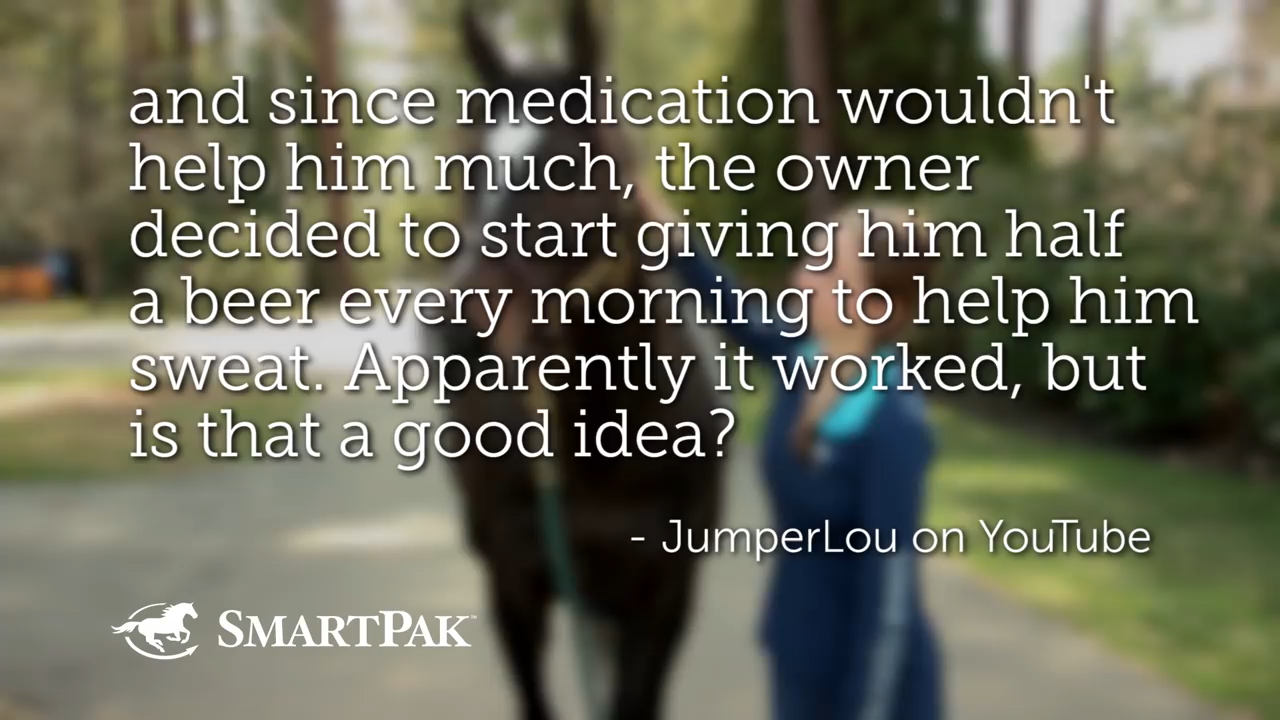 and since medication wouldn't
help him much, the owner
decided to start giving him half
a beer every morning to help him
sweat. Apparently it worked, but
is that a good idea?
- JumperLou on YouTube
SMARTPAK™